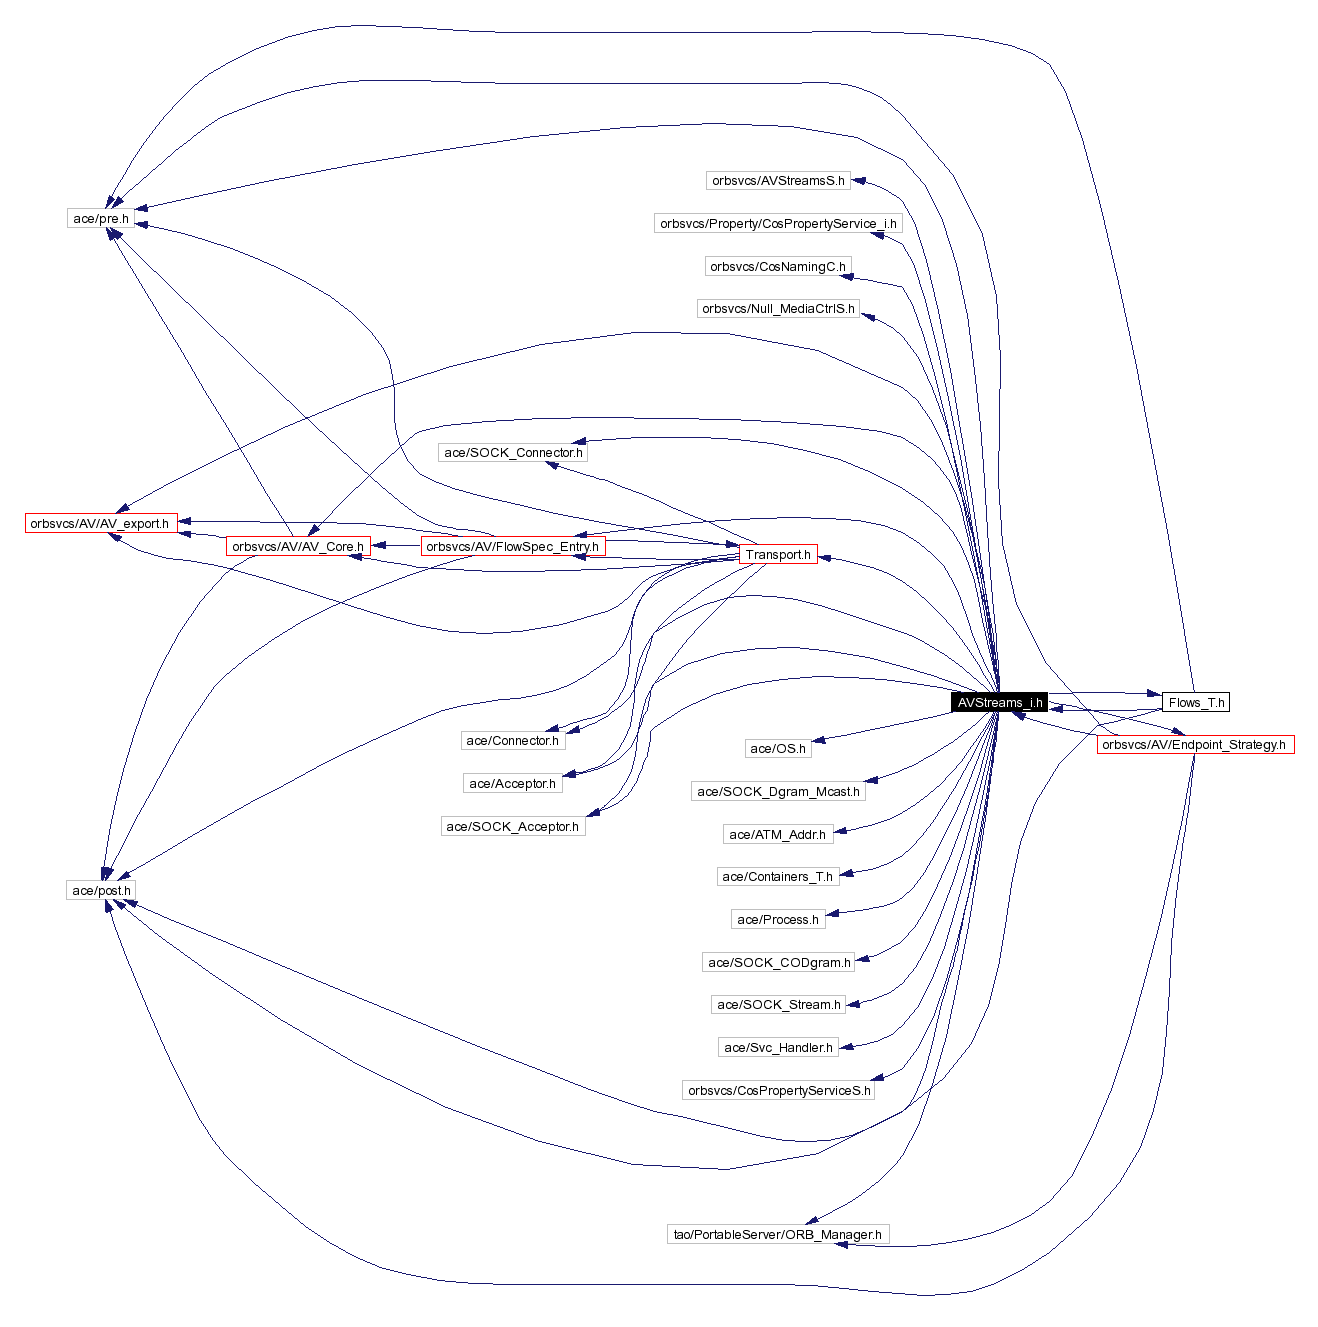 orbsvcs/AVStreamsS.h
ace/pre.h
orbsvcs/Property/CosPropertyService_i.h
orbsvcs/CosNamingC.h
orbsvcs/Null_MediaCtrlS.h
ace/SOCK_Connector.h
orbsvcs/AV/AV_export.h
orbsvcs/AV/AV_Core.h
orbsvcs/AV/FlowSpec_Entry.h
Transport.h
AVStreams_i.h
Flows_T.h
ace/Connector.h
ace/OS.h
orbsvcs/AV/Endpoint_Strategy.h
ace/Acceptor.h
ace/SOCK_Dgram_Mcast.h
ace/SOCK_Acceptor.h
ace/ATM_Addr.h
ace/Containers_T.h
ace/post.h
ace/Process.h
ace/SOCK_CODgram.h
ace/SOCK_Stream.h
ace/Svc_Handler.h
orbsvcs/CosPropertyServiceS.h
tao/PortableServer/ORB_Manager.h